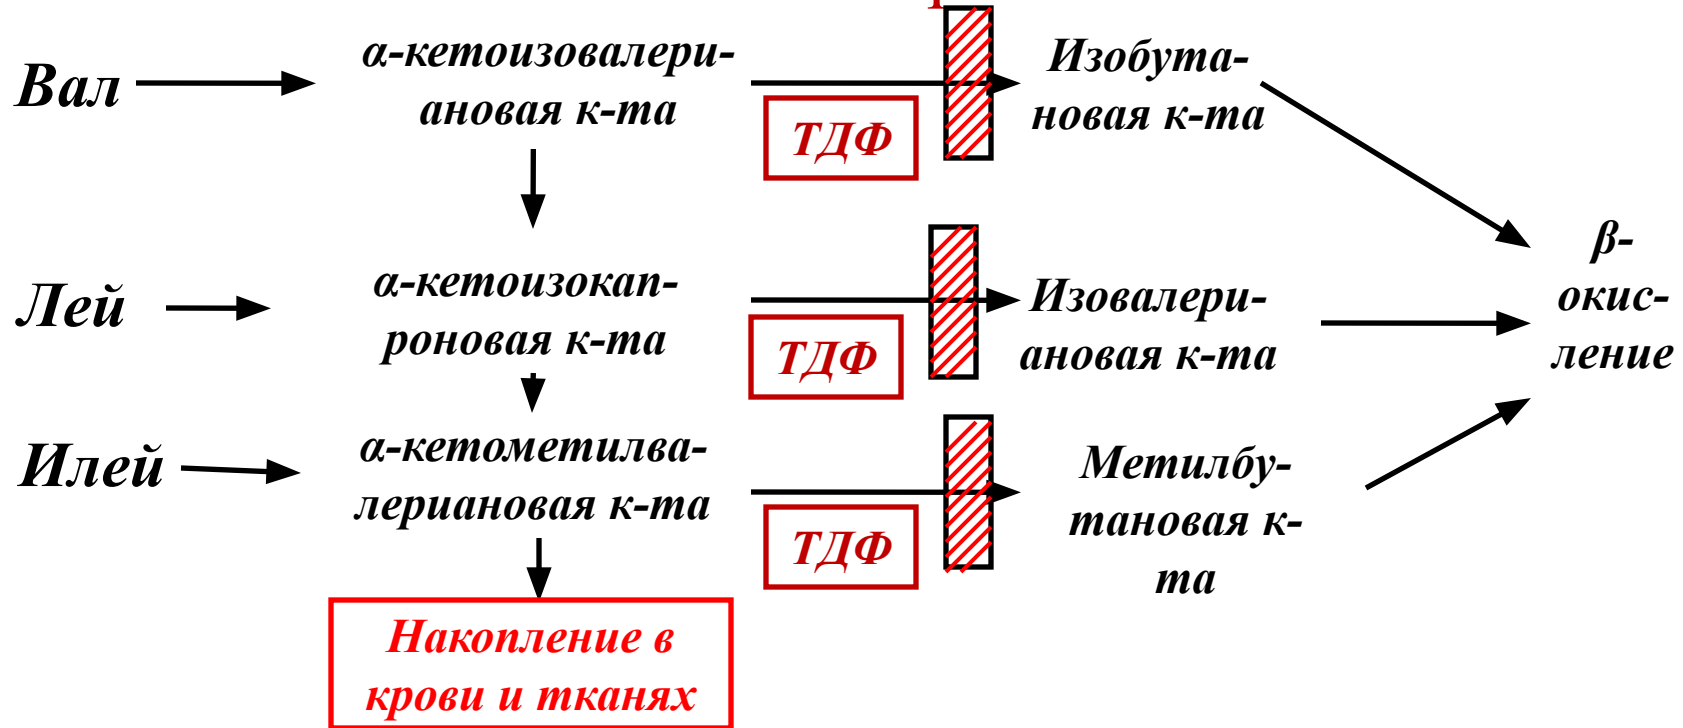 Вал
α-кетоизовалери-
ановая к-та
ТДФ
Изобута-
новая к-та
Лей
α-кетоизокап-
роновая к-та
ТДФ
Изовалери-
ановая к-та
β-
окис-
ление
Илей
α-кетометилва-
лериановая к-та
ТДФ
Метилбу-
тановая к-
та
Накопление в
крови и тканях